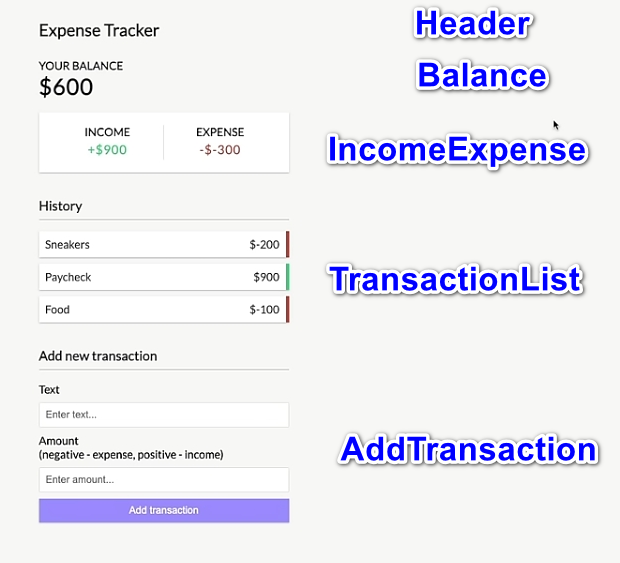 Expense Tracker
Header
YOUR BALANCE
$600
Balance
INCOME
EXPENSE
+$900
-$-300
IncomeExpense
History
Sneakers
$-200
Paycheck
$900
TransactionList
Food
$-100
Add new transaction
Text
Enter text...
Amount
(negative - expense, positive - income)
AddTransaction
Enter amount...
Add transaction